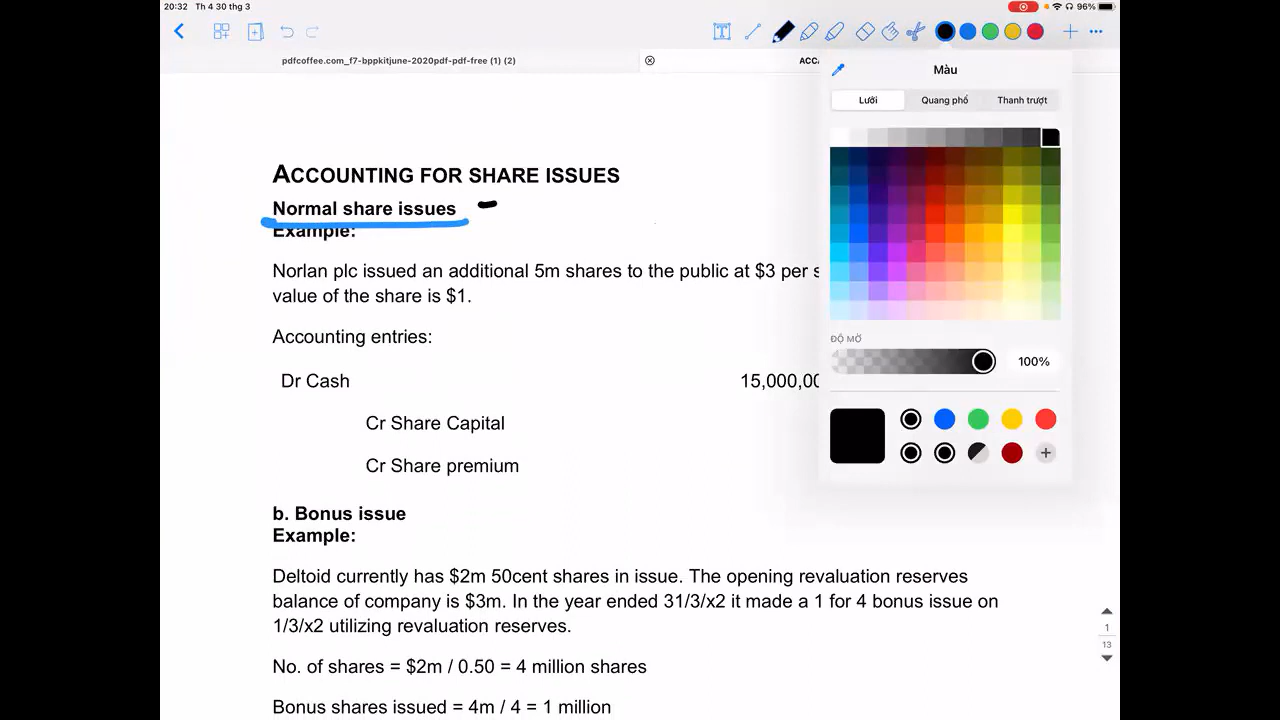 20:32 Th 4 30 thg 3 96%
pdfcoffee.com_f7-bppkitjune-2020pdf-pdf-free (1) (2)
Màu
Lưới Quang phổ Thanh trượt
ACCOUNTING FOR SHARE ISSUES
Normal share issues
Example:
Norlan plc issued an additional 5m shares to the public at $3 per
value of the share is $1.
Accounting entries:
ĐỘ MỜ
100%
Dr Cash 15,000,00
Cr Share Capital
Cr Share premium
b. Bonus issue
Example:
Deltoid currently has $2m 50cent shares in issue. The opening revaluation reserves
balance of company is $3m. In the year ended 31/3/x2 it made a 1 for 4 bonus issue on
1/3/x2 utilizing revaluation reserves.
No. of shares = $2m / 0.50 = 4 million shares
Bonus shares issued = 4m / 4 = 1 million
1
13